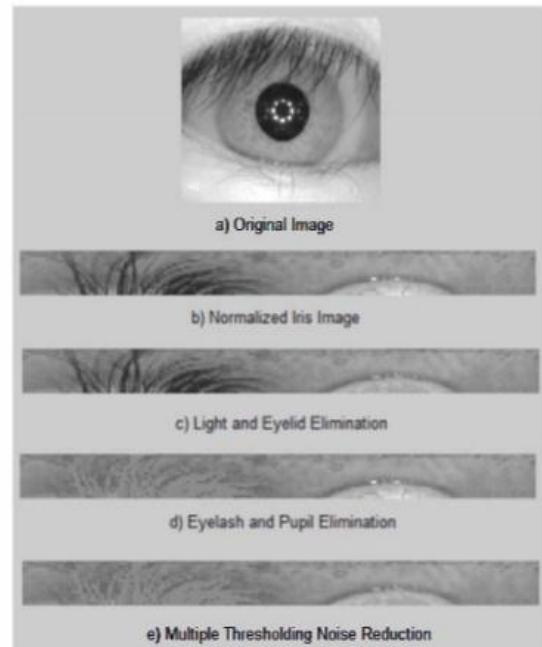 a) Original Image
b) Normalized Iris Image
c) Light and Eyelid Elimination
d) Eyelash and Pupil Elimination
e) Multiple Thresholding Noise Reduction